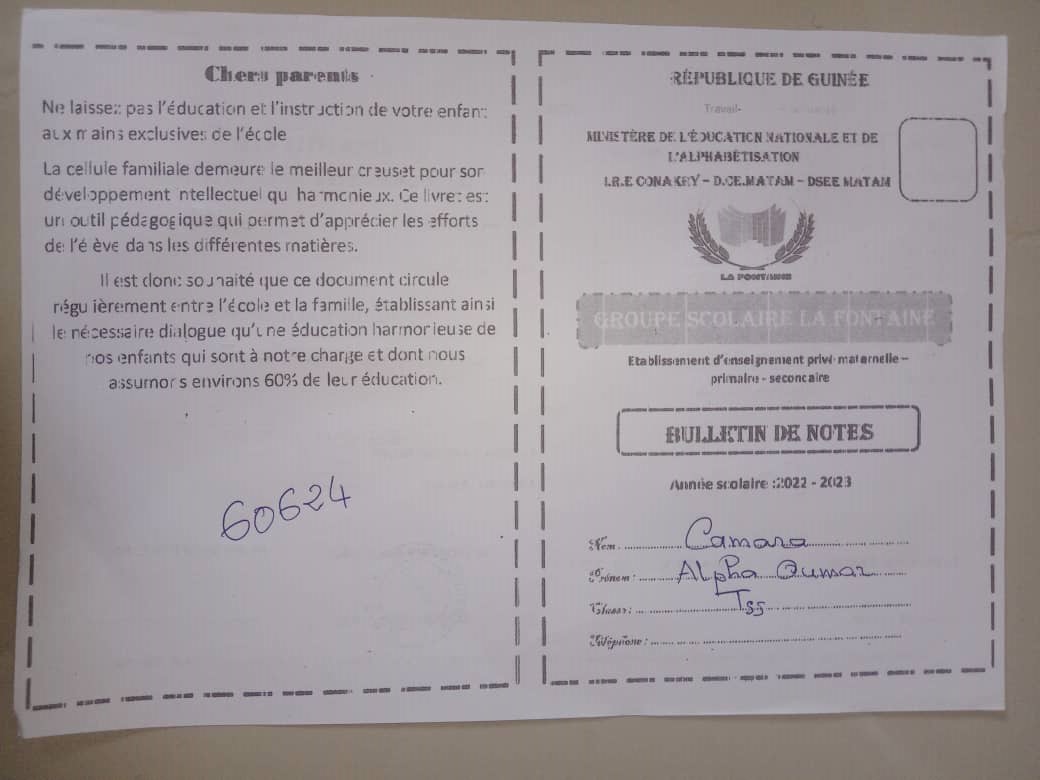 Chers parents
Ne laissez pas l'éducation et l'instruction de votre enfant
aux mains exclusives de l'école
La cellule familiale demeure le meilleur creuset pour son
développement intellectuel qu harmonieux. Ce livret est
un outil pédagogique qui permet d'apprécier les efforts
de l'élève dans les différentes matières.
Il est donc souhaité que ce document circule
régulièrement entre l'école et la famille, établissant ainsi
le nécessaire dialogue qu'une éducation harmonieuse de
nos enfants qui sont à notre charge et dont nous
assumons environs 60% de leur éducation.
60624
RÉPUBLIQUE DE GUINÉE
Travail-
MINISTÈRE DE L'ÉDUCATION NATIONALE ET DE
L'ALPHABÉTISATION
I.R.E CONAKRY – D.CE.MATAM – DSEE MATAM
LA FONTAINE
GROUPE SCOLAIRE LA FONTAINE
Etablissement d'enseignement privé maternelle –
primaire - secondaire
BULLETIN DE NOTES
Année scolaire :2022 - 2023
Nom ............ Camara ............
Prénom : ........ Alpha Oumar ........
Classe : ............ Tss ............
Téléphone : ........................